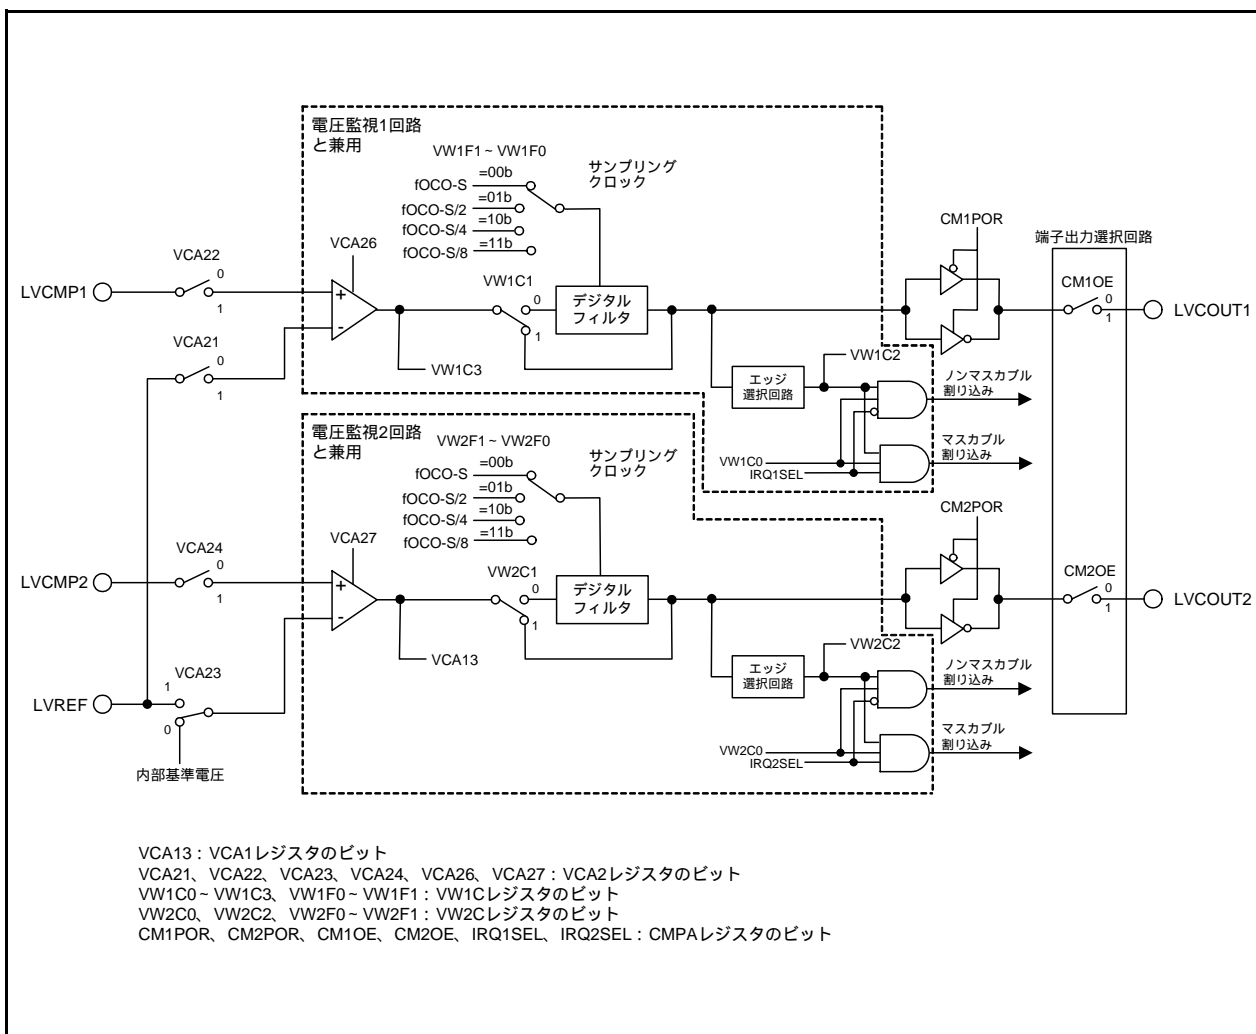 電圧監視1回路
と兼用
VW1F1~VW1F0
サンプリング
クロック
fOCO-S
=00b
fOCO-S/2
=01b
fOCO-S/4
=10b
fOCO-S/8
=11b
CM1POR
端子出力選択回路
VCA22
0
1
VCA26
LVCMP1
+
-
VW1C1
0
1
デジタル
フィルタ
CM1OE
0
1
LVCOUT1
VCA21
0
1
VW1C3
VW1C2
エッジ
選択回路
ノンマスカブル
割り込み
マスカブル
割り込み
VW1C0
IRQ1SEL
電圧監視2回路
と兼用
VW2F1~VW2F0
サンプリング
クロック
fOCO-S
=00b
fOCO-S/2
=01b
fOCO-S/4
=10b
fOCO-S/8
=11b
CM2POR
VCA24
0
1
VCA27
LVCMP2
+
-
VW2C1
0
1
デジタル
フィルタ
CM2OE
0
1
LVCOUT2
VCA13
VW2C2
エッジ
選択回路
ノンマスカブル
割り込み
マスカブル
割り込み
VW2C0
IRQ2SEL
VCA23
LVREF
1
0
内部基準電圧
VCA13：VCA1レジスタのビット
VCA21、VCA22、VCA23、VCA24、VCA26、VCA27：VCA2レジスタのビット
VW1C0~VW1C3、VW1F0~VW1F1：VW1Cレジスタのビット
VW2C0、VW2C2、VW2F0~VW2F1：VW2Cレジスタのビット
CM1POR、CM2POR、CM1OE、CM2OE、IRQ1SEL、IRQ2SEL：CMPAレジスタのビット